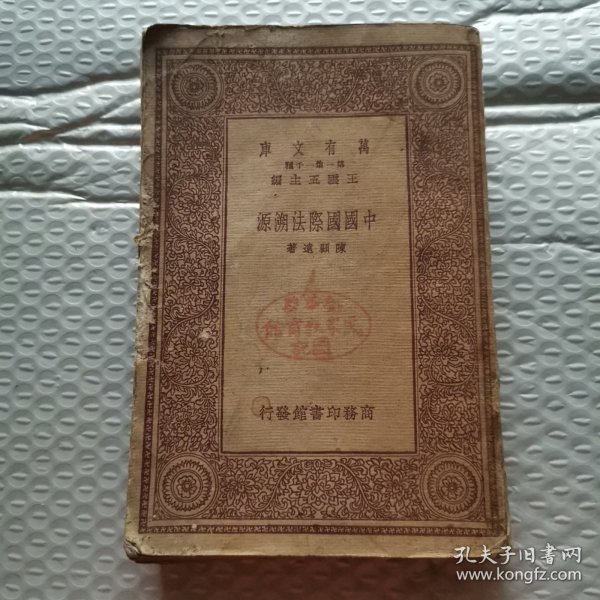 萬有文庫
第一集一千種
王雲五主編
中國國際法溯源
陳顧遠著
商務印書館發行
孔夫子旧书网
www.kongfz.com